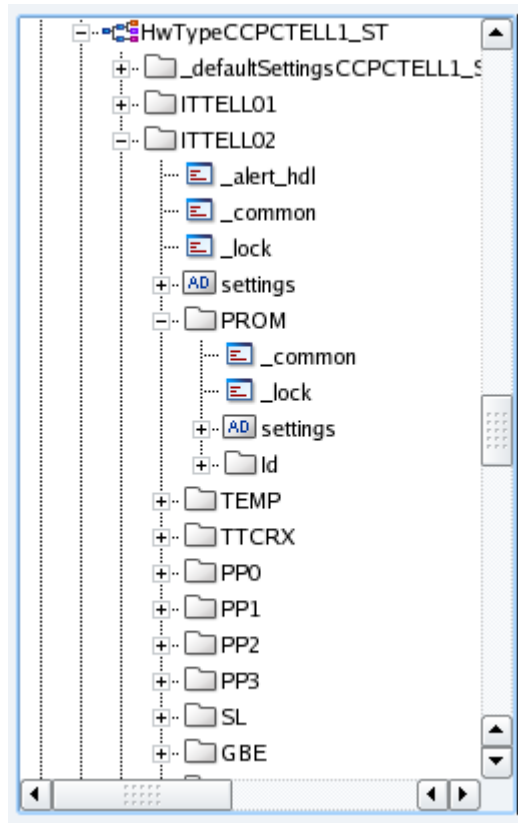 HwTypeCCPCTELL1_ST
_defaultSettingsCCPCTELL1_S
ITTELL01
ITTELL02
_alert_hdl
_common
_lock
AD settings
PROM
_common
_lock
AD settings
Id
TEMP
TTCRX
PP0
PP1
PP2
PP3
SL
GBE